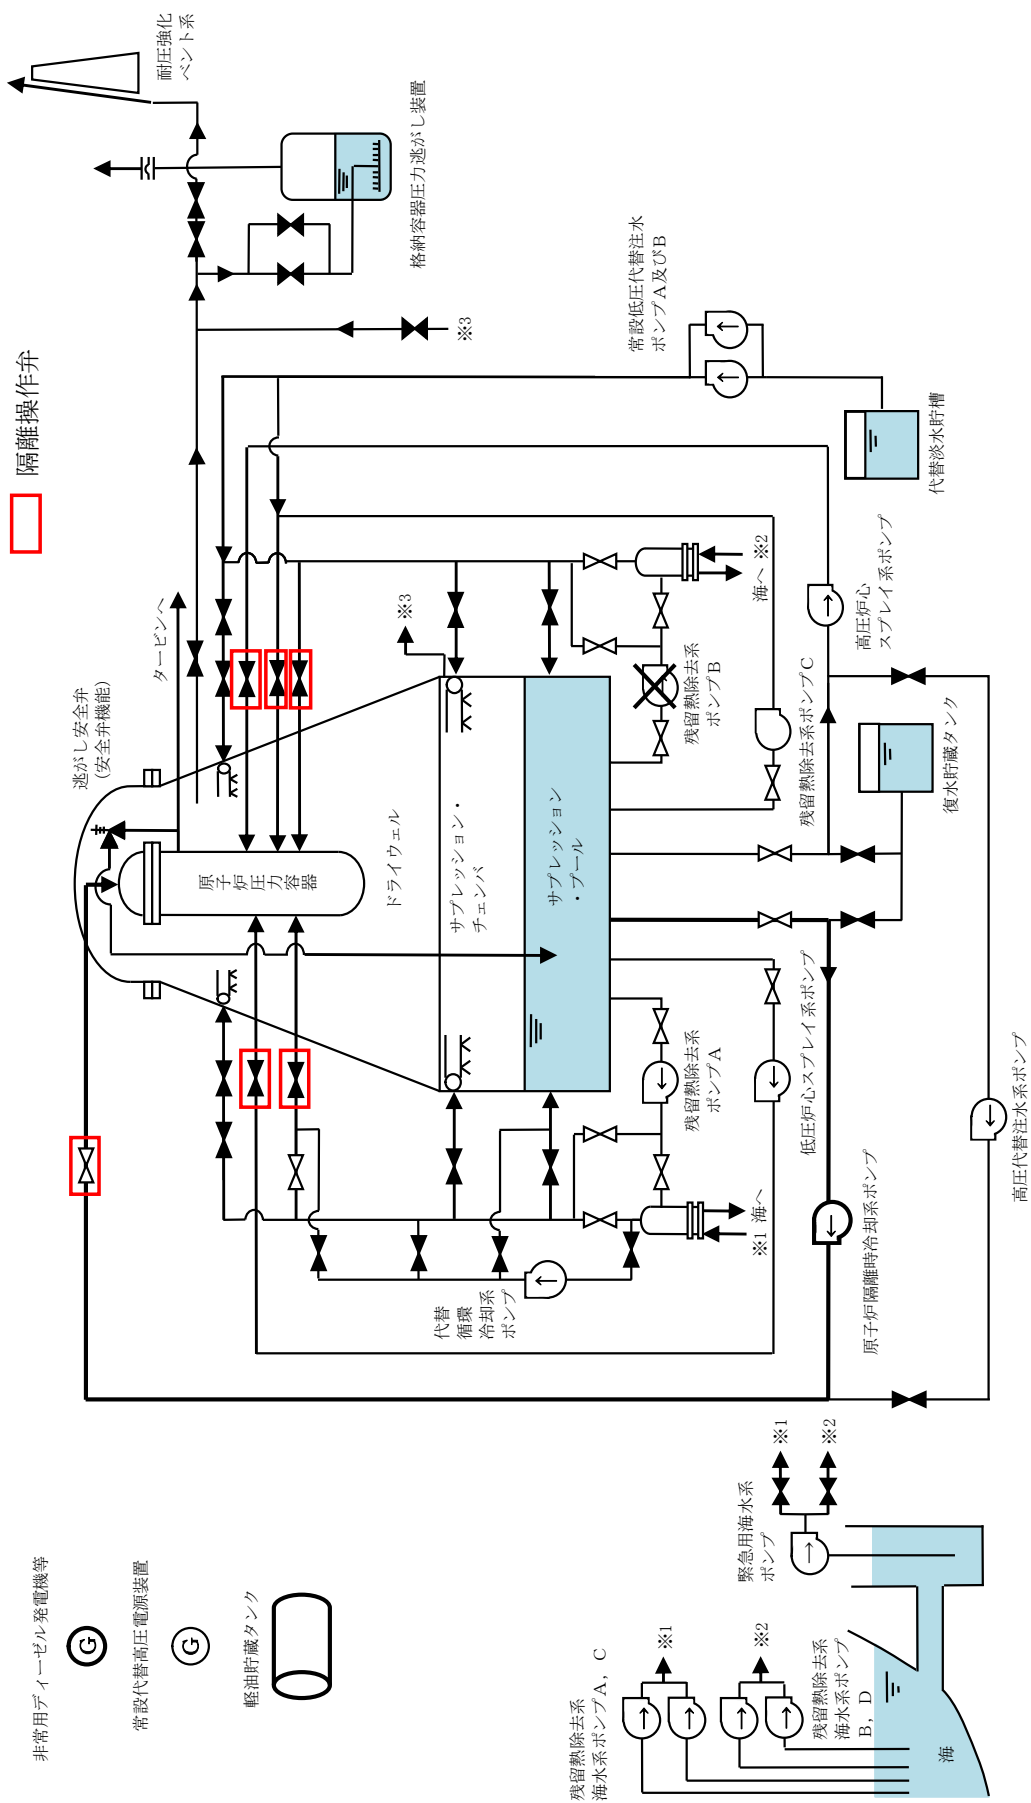 隔離操作弁
耐圧強化
ベント系
格納容器圧力逃がし装置
※3
常設低圧代替注水
ポンプA及びB
代替淡水貯槽
タービンへ
逃がし安全弁
(安全弁機能)
※3
海へ
※2
残留熱除去系
ポンプB
高圧炉心
スプレイ系ポンプ
残留熱除去系ポンプC
復水貯蔵タンク
原子炉圧力容器
ドライウェル
サプレッション・
チェンバ
サプレッション
・プール
残留熱除去系
ポンプA
低圧炉心スプレイ系ポンプ
高圧代替注水系ポンプ
原子炉隔離時冷却系ポンプ
※1
海へ
代替
循環
冷却系
ポンプ
非常用ディーゼル発電機等
G
常設代替高圧電源装置
G
軽油貯蔵タンク
※1
※2
緊急用海水系
ポンプ
残留熱除去系
海水系ポンプA,C
※1
※2
残留熱除去系
海水系ポンプ
B,D
海